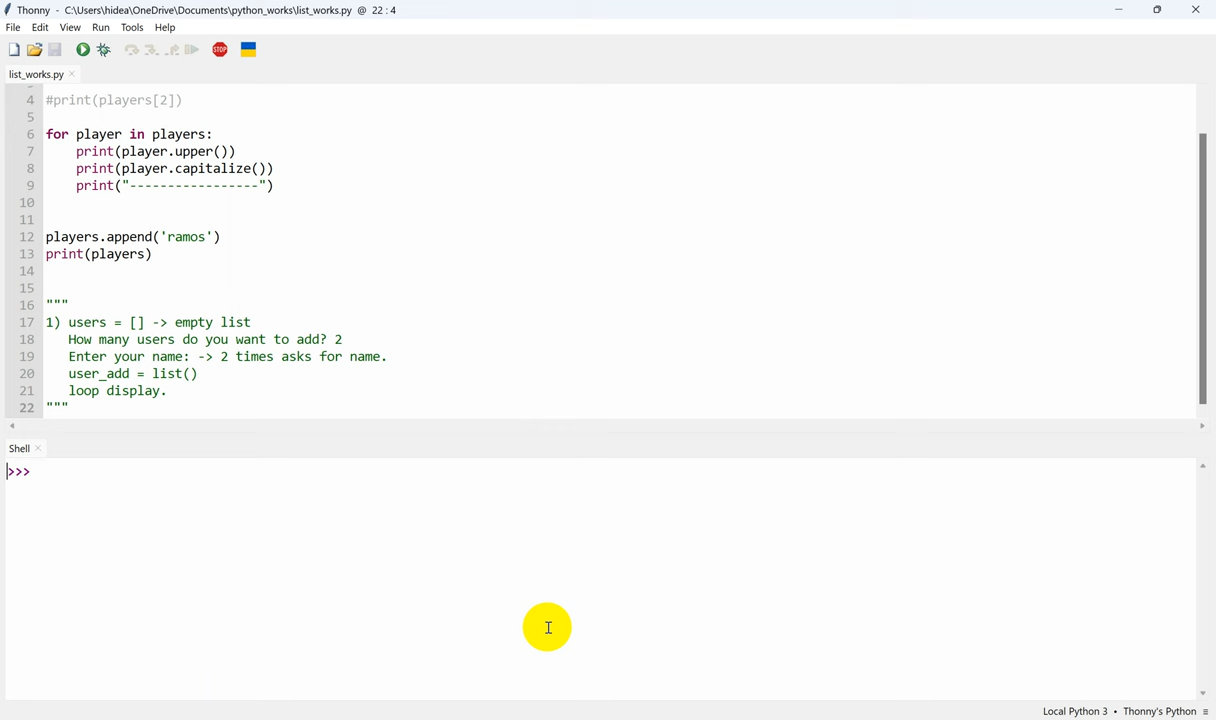 Thonny - C:\Users\hidea\OneDrive\Documents\python_works\list_works.py @ 22 : 4
File Edit View Run Tools Help
STOP
list_works.py ×
4 #print(players[2])
5
6 for player in players:
7     print(player.upper())
8     print(player.capitalize())
9     print("-----------------")
10
11
12 players.append('ramos')
13 print(players)
14
15
16 """
17 1) users = [] -> empty list
18    How many users do you want to add? 2
19    Enter your name: -> 2 times asks for name.
20    user_add = list()
21    loop display.
22 """
Shell ×
>>>
Local Python 3 • Thonny's Python ≡